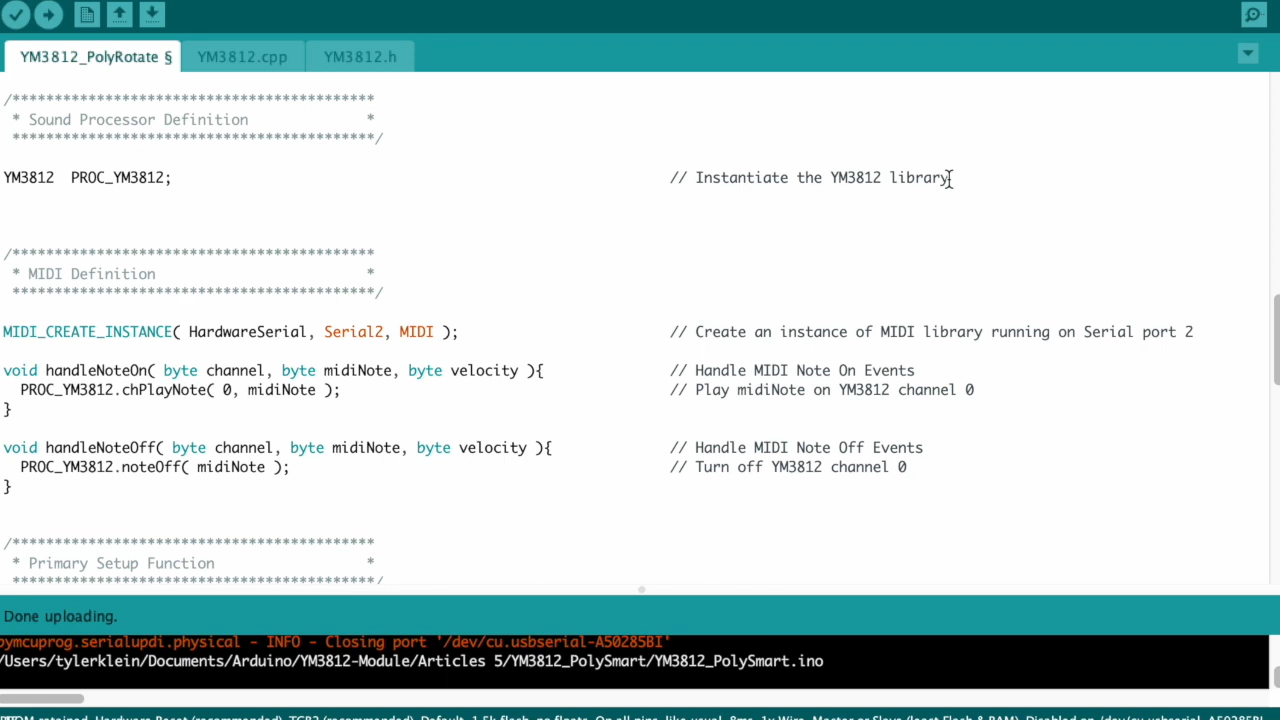 YM3812_PolyRotate § YM3812.cpp YM3812.h
/*******************************************
* Sound Processor Definition *
*******************************************/
YM3812 PROC_YM3812; // Instantiate the YM3812 library
/*******************************************
* MIDI Definition *
*******************************************/
MIDI_CREATE_INSTANCE( HardwareSerial, Serial2, MIDI ); // Create an instance of MIDI library running on Serial port 2
void handleNoteOn( byte channel, byte midiNote, byte velocity ){ // Handle MIDI Note On Events
PROC_YM3812.chPlayNote( 0, midiNote ); // Play midiNote on YM3812 channel 0
}
void handleNoteOff( byte channel, byte midiNote, byte velocity ){ // Handle MIDI Note Off Events
PROC_YM3812.noteOff( midiNote ); // Turn off YM3812 channel 0
}
/*******************************************
* Primary Setup Function *
*******************************************/
Done uploading.
pymcuprog.serialupdi.physical - INFO - Closing port '/dev/cu.usbserial-A50285BI'
/Users/tylerklein/Documents/Arduino/YM3812-Module/Articles 5/YM3812_PolySmart/YM3812_PolySmart.ino